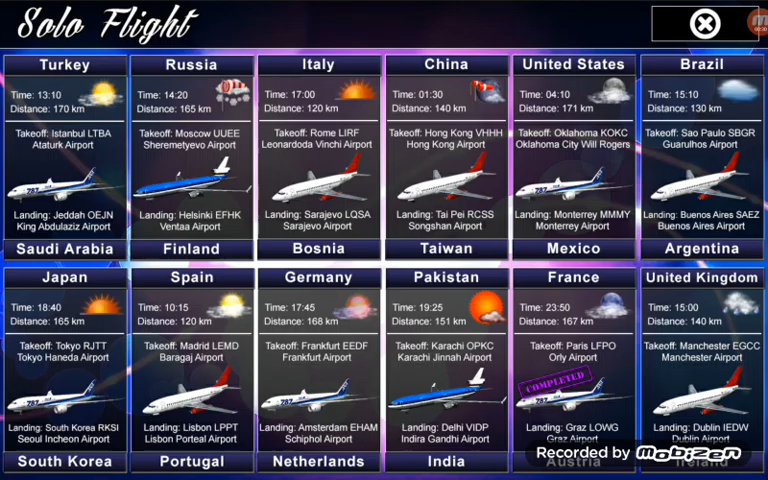 Solo Flight
Turkey
Time: 13:10
Distance: 170 km
Takeoff: Istanbul LTBA
Ataturk Airport
787
Landing: Jeddah OEJN
King Abdulaziz Airport
Saudi Arabia
Russia
Time: 14:20
Distance: 165 km
Takeoff: Moscow UUEE
Sheremetyevo Airport
Landing: Helsinki EFHK
Ventaa Airport
Finland
Italy
Time: 17:00
Distance: 120 km
Takeoff: Rome LIRF
Leonardoda Vinchi Airport
Landing: Sarajevo LQSA
Sarajevo Airport
Bosnia
China
Time: 01:30
Distance: 140 km
Takeoff: Hong Kong VHHH
Hong Kong Airport
Landing: Tai Pei RCSS
Songshan Airport
Taiwan
United States
Time: 04:10
Distance: 171 km
Takeoff: Oklahoma KOKC
Oklahoma City Will Rogers
787
Landing: Monterrey MMMY
Monterrey Airport
Mexico
Brazil
Time: 15:10
Distance: 130 km
Takeoff: Sao Paulo SBGR
Guarulhos Airport
Landing: Buenos Aires SAEZ
Buenos Aires Airport
Argentina
Japan
Time: 18:40
Distance: 165 km
Takeoff: Tokyo RJTT
Tokyo Haneda Airport
787
Landing: South Korea RKSI
Seoul Incheon Airport
South Korea
Spain
Time: 10:15
Distance: 120 km
Takeoff: Madrid LEMD
Baragaj Airport
Landing: Lisbon LPPT
Lisbon Porteal Airport
Portugal
Germany
Time: 17:45
Distance: 168 km
Takeoff: Frankfurt EEDF
Frankfurt Airport
787
Landing: Amsterdam EHAM
Schiphol Airport
Netherlands
Pakistan
Time: 19:25
Distance: 151 km
Takeoff: Karachi OPKC
Karachi Jinnah Airport
Landing: Delhi VIDP
Indira Gandhi Airport
India
France
Time: 23:50
Distance: 167 km
Takeoff: Paris LFPO
Orly Airport
COMPLETED
787
Landing: Graz LOWG
Graz Airport
Austria
United Kingdom
Time: 15:00
Distance: 140 km
Takeoff: Manchester EGCC
Manchester Airport
Landing: Dublin IEDW
Dublin Airport
Ireland
Recorded by Mobizen